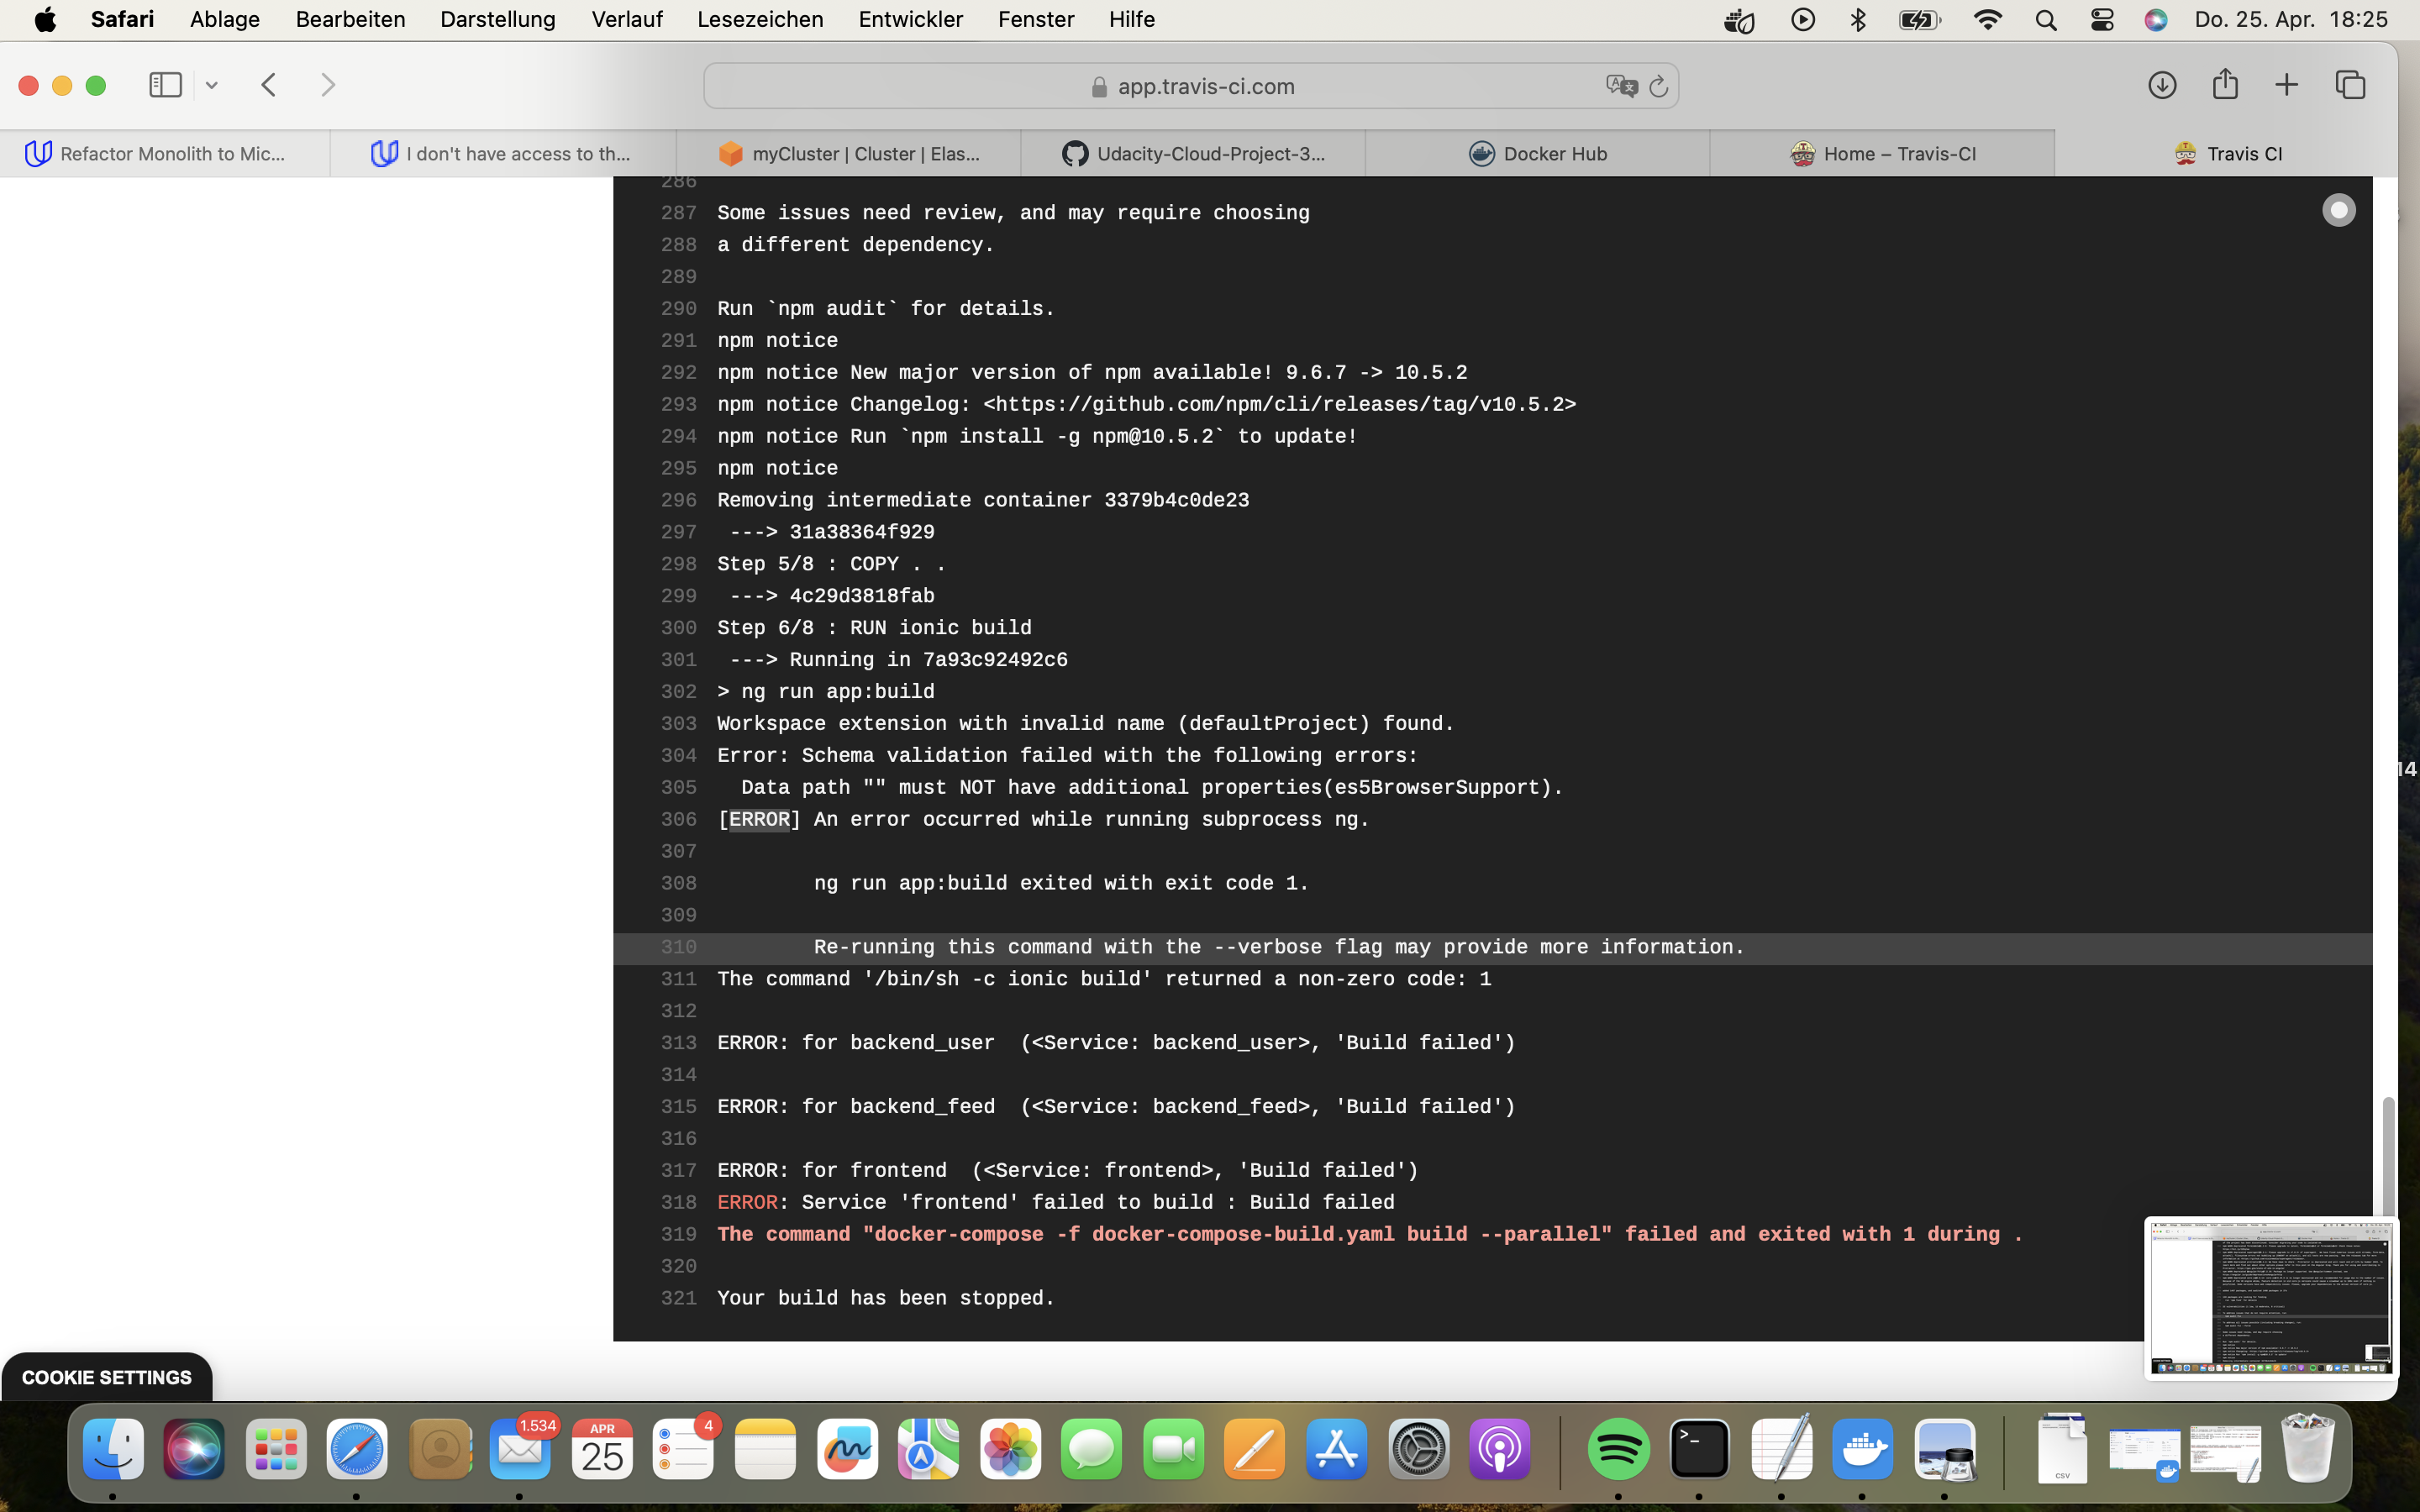 Safari Ablage Bearbeiten Darstellung Verlauf Lesezeichen Entwickler Fenster Hilfe Do. 25. Apr. 18:25
app.travis-ci.com
Refactor Monolith to Mic... I don't have access to th... myCluster | Cluster | Elas... Udacity-Cloud-Project-3... Docker Hub Home – Travis-CI Travis CI
286
287 Some issues need review, and may require choosing
288 a different dependency.
289
290 Run `npm audit` for details.
291 npm notice
292 npm notice New major version of npm available! 9.6.7 -> 10.5.2
293 npm notice Changelog: <https://github.com/npm/cli/releases/tag/v10.5.2>
294 npm notice Run `npm install -g npm@10.5.2` to update!
295 npm notice
296 Removing intermediate container 3379b4c0de23
297 ---> 31a38364f929
298 Step 5/8 : COPY . .
299 ---> 4c29d3818fab
300 Step 6/8 : RUN ionic build
301 ---> Running in 7a93c92492c6
302 > ng run app:build
303 Workspace extension with invalid name (defaultProject) found.
304 Error: Schema validation failed with the following errors:
305 Data path "" must NOT have additional properties(es5BrowserSupport).
306 [ERROR] An error occurred while running subprocess ng.
307
308 ng run app:build exited with exit code 1.
309
310 Re-running this command with the --verbose flag may provide more information.
311 The command '/bin/sh -c ionic build' returned a non-zero code: 1
312
313 ERROR: for backend_user (<Service: backend_user>, 'Build failed')
314
315 ERROR: for backend_feed (<Service: backend_feed>, 'Build failed')
316
317 ERROR: for frontend (<Service: frontend>, 'Build failed')
318 ERROR: Service 'frontend' failed to build : Build failed
319 The command "docker-compose -f docker-compose-build.yaml build --parallel" failed and exited with 1 during .
320
321 Your build has been stopped.
14
COOKIE SETTINGS
1.534
APR
25
4
CSV